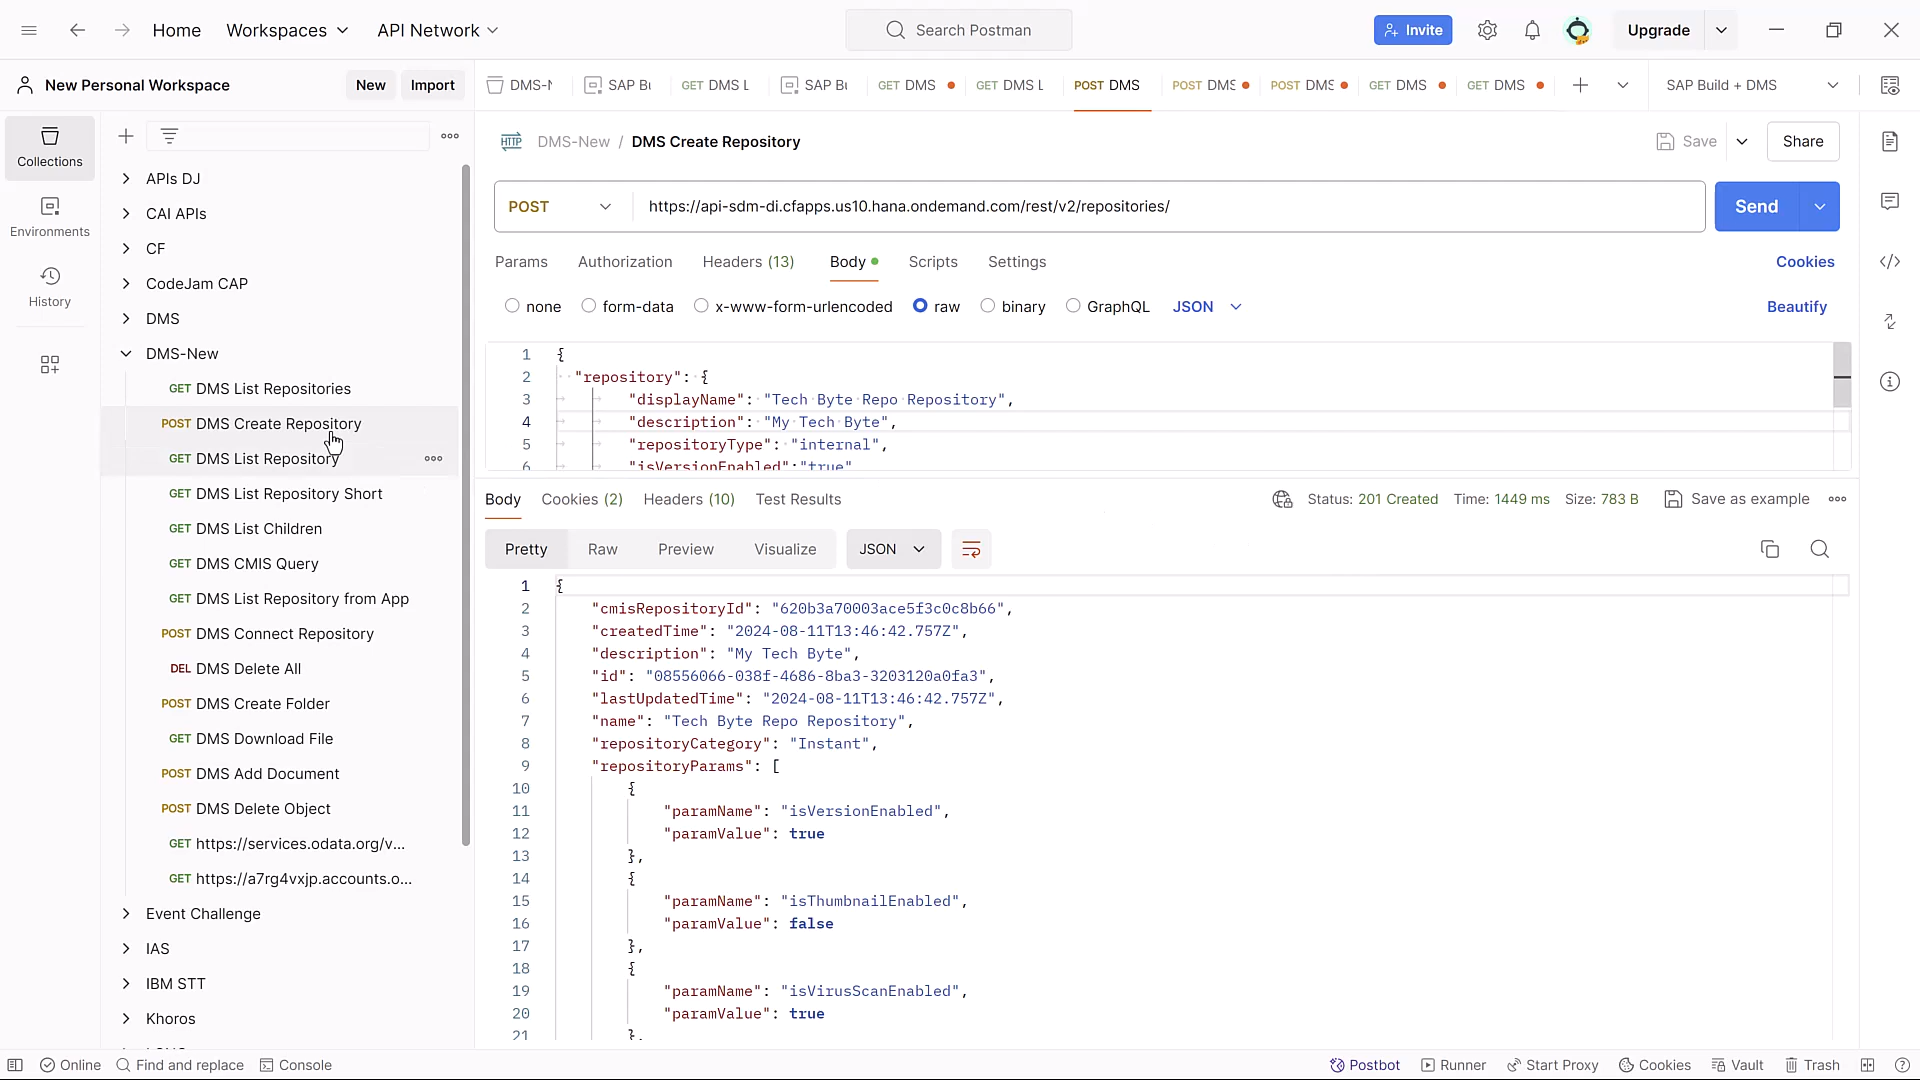 Home Workspaces API Network Search Postman Invite Upgrade
New Personal Workspace New Import
DMS-N SAP Bu GET DMS L SAP Bu GET DMS GET DMS L POST DMS POST DMS POST DMS GET DMS GET DMS SAP Build + DMS
Collections
Environments
History
APIs DJ
CAI APIs
CF
CodeJam CAP
DMS
DMS-New
GET DMS List Repositories
POST DMS Create Repository
GET DMS List Repository
GET DMS List Repository Short
GET DMS List Children
GET DMS CMIS Query
GET DMS List Repository from App
POST DMS Connect Repository
DEL DMS Delete All
POST DMS Create Folder
GET DMS Download File
POST DMS Add Document
POST DMS Delete Object
GET https://services.odata.org/v...
GET https://a7rg4vxjp.accounts.o...
Event Challenge
IAS
IBM STT
Khoros
HTTP DMS-New / DMS Create Repository Save Share
POST https://api-sdm-di.cfapps.us10.hana.ondemand.com/rest/v2/repositories/ Send
Params Authorization Headers (13) Body Scripts Settings Cookies
none form-data x-www-form-urlencoded raw binary GraphQL JSON Beautify
1 {
2 "repository": {
3 "displayName": "Tech Byte Repo Repository",
4 "description": "My Tech Byte",
5 "repositoryType": "internal",
6 "isVersionEnabled":"true"
Body Cookies (2) Headers (10) Test Results Status: 201 Created Time: 1449 ms Size: 783 B Save as example
Pretty Raw Preview Visualize JSON
1 {
2 "cmisRepositoryId": "620b3a70003ace5f3c0c8b66",
3 "createdTime": "2024-08-11T13:46:42.757Z",
4 "description": "My Tech Byte",
5 "id": "08556066-038f-4686-8ba3-3203120a0fa3",
6 "lastUpdatedTime": "2024-08-11T13:46:42.757Z",
7 "name": "Tech Byte Repo Repository",
8 "repositoryCategory": "Instant",
9 "repositoryParams": [
10 {
11 "paramName": "isVersionEnabled",
12 "paramValue": true
13 },
14 {
15 "paramName": "isThumbnailEnabled",
16 "paramValue": false
17 },
18 {
19 "paramName": "isVirusScanEnabled",
20 "paramValue": true
21 },
Online Find and replace Console Postbot Runner Start Proxy Cookies Vault Trash